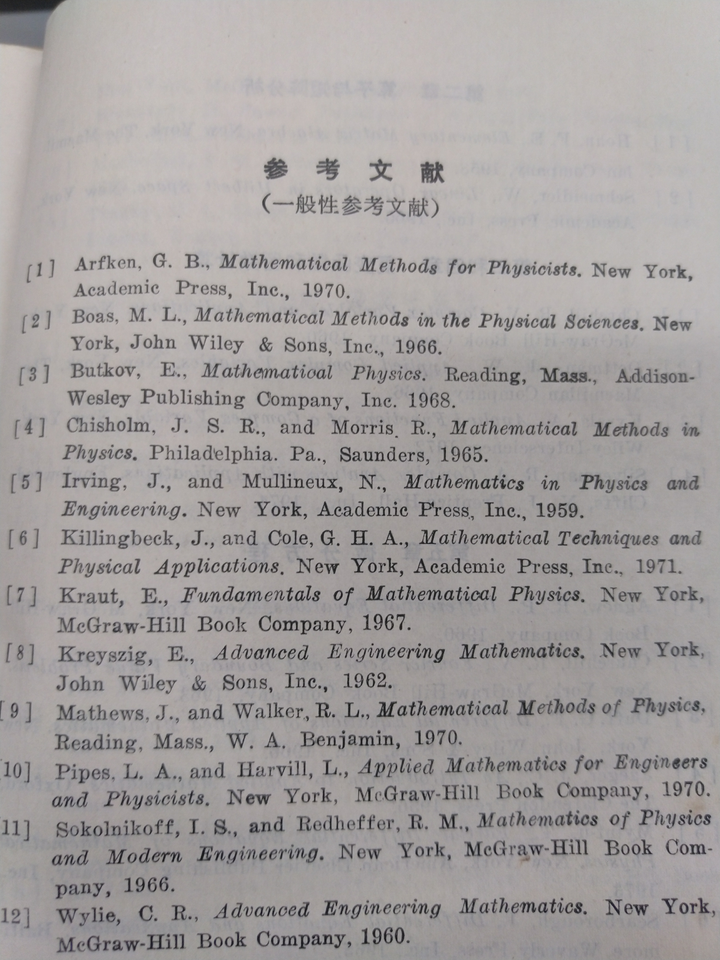 参考文献
(一般性参考文献)
[1] Arfken, G. B., Mathematical Methods for Physicists. New York,
Academic Press, Inc., 1970.
[2] Boas, M. L., Mathematical Methods in the Physical Sciences. New
York, John Wiley & Sons, Inc., 1966.
[3] Butkov, E., Mathematical Physics. Reading, Mass., Addison-
Wesley Publishing Company, Inc. 1968.
[4] Chisholm, J. S. R., and Morris. R., Mathematical Methods in
Physics. Philadelphia. Pa., Saunders, 1965.
[5] Irving, J., and Mullineux, N., Mathematics in Physics and
Engineering. New York, Academic Press, Inc., 1959.
[6] Killingbeck, J., and Cole, G. H. A., Mathematical Techniques and
Physical Applications. New York, Academic Press, Inc., 1971.
[7] Kraut, E., Fundamentals of Mathematical Physics. New York,
McGraw-Hill Book Company, 1967.
[8] Kreyszig, E., Advanced Engineering Mathematics. New York,
John Wiley & Sons, Inc., 1962.
[9] Mathews, J., and Walker, R. L., Mathematical Methods of Physics,
Reading, Mass., W. A. Benjamin, 1970.
10] Pipes, L. A., and Harvill, L., Applied Mathematics for Engineers
and Physicists. New York, McGraw-Hill Book Company, 1970.
11] Sokolnikoff, I. S., and Redheffer, R. M., Mathematics of Physics
and Modern Engineering. New York, McGraw-Hill Book Com-
pany, 1966.
12] Wylie, C. R., Advanced Engineering Mathematics. New York,
McGraw-Hill Book Company, 1960.